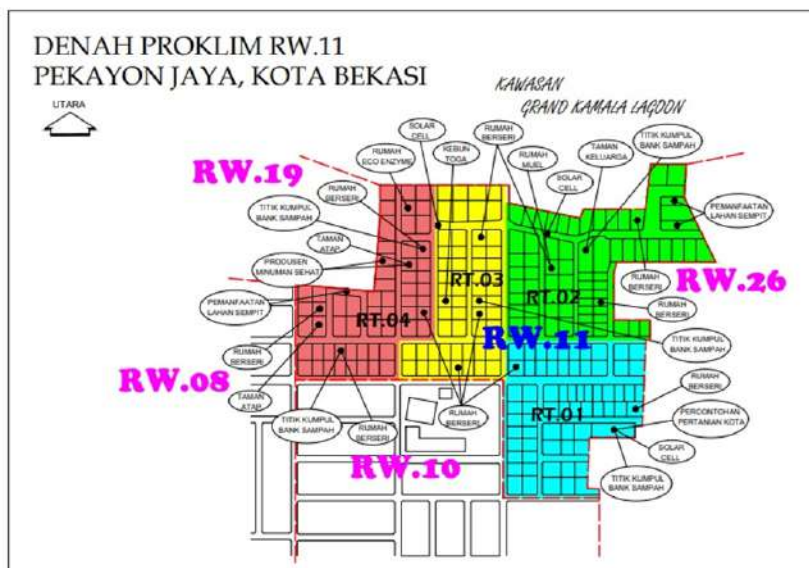 DENAH PROKLIM RW.11
PEKAYON JAYA, KOTA BEKASI
UTARA
KAWASAN
GRAND KAMALA LAGOON
SOLAR
CELL
RUMAH
ECO ENZYME
KEBUN
TOGA
RUMAH
BERSERI
RUMAH
MUEL
SOLAR
CELL
TAMAN
KELUARGA
TITIK KUMPUL
BANK SAMPAH
RW.19
RUMAH
BERSERI
TITIK KUMPUL
BANK SAMPAH
TAMAN
ATAP
PRODUSEN
MINUMAN SEHAT
PEMANFAATAN
LAHAN SEMPIT
PEMANFAATAN
LAHAN SEMPIT
RT.03
RT.02
RT.04
RUMAH
BERSERI
RW.26
RUMAH
BERSERI
RW.11
TITIK KUMPUL
BANK SAMPAH
RUMAH
BERSERI
RW.08
TAMAN
ATAP
TITIK KUMPUL
BANK SAMPAH
RUMAH
BERSERI
RUMAH
BERSERI
RT.01
RUMAH
BERSERI
PERCONTOHAN
PERTANIAN KOTA
SOLAR
CELL
TITIK KUMPUL
BANK SAMPAH
RW.10